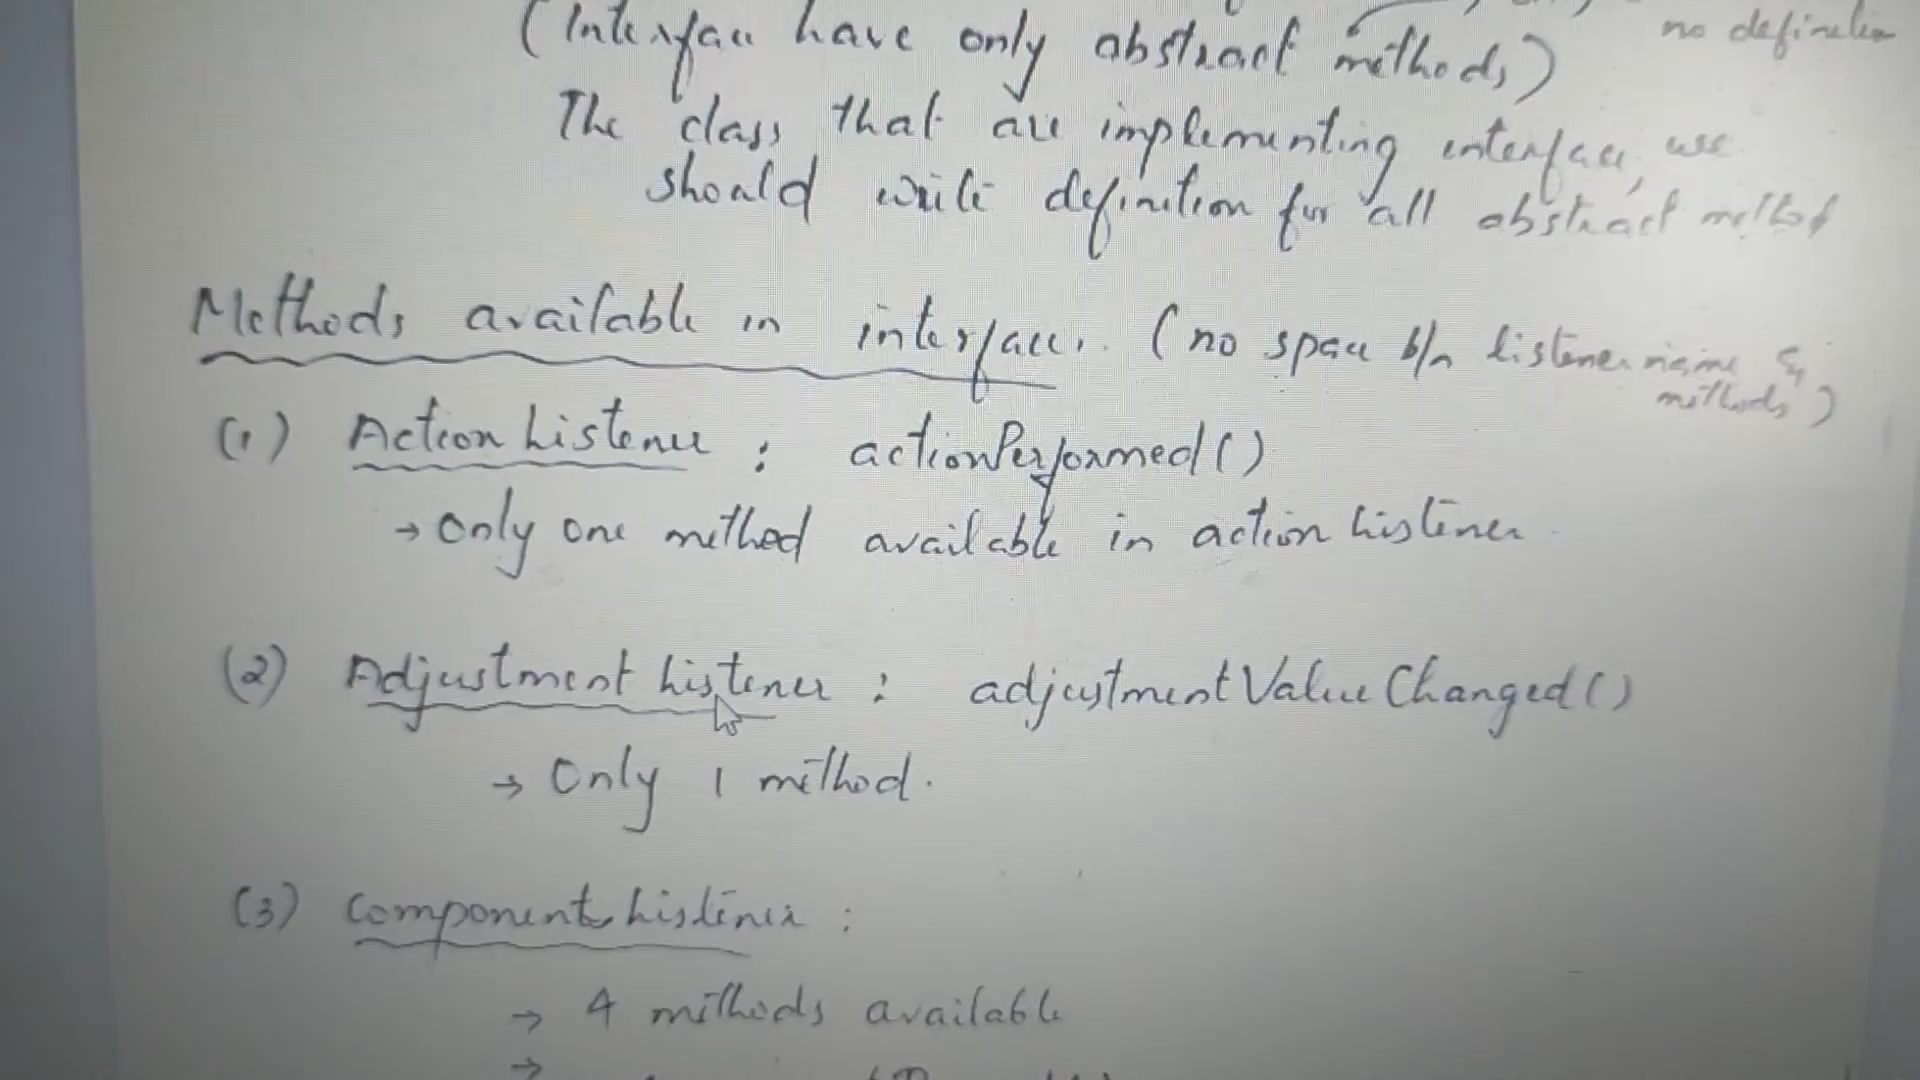 no definition
(Interface have only abstract methods)
The class that are implementing interface, we
should write definition for all abstract method
Methods available in interface. (no space b/n listener name &
methods)
(1) Action Listener : actionPerformed()
→ Only one method available in action Listener
(2) Adjustment Listener : adjustmentValueChanged()
→ Only 1 method.
(3) Component Listener :
→ 4 methods available
→